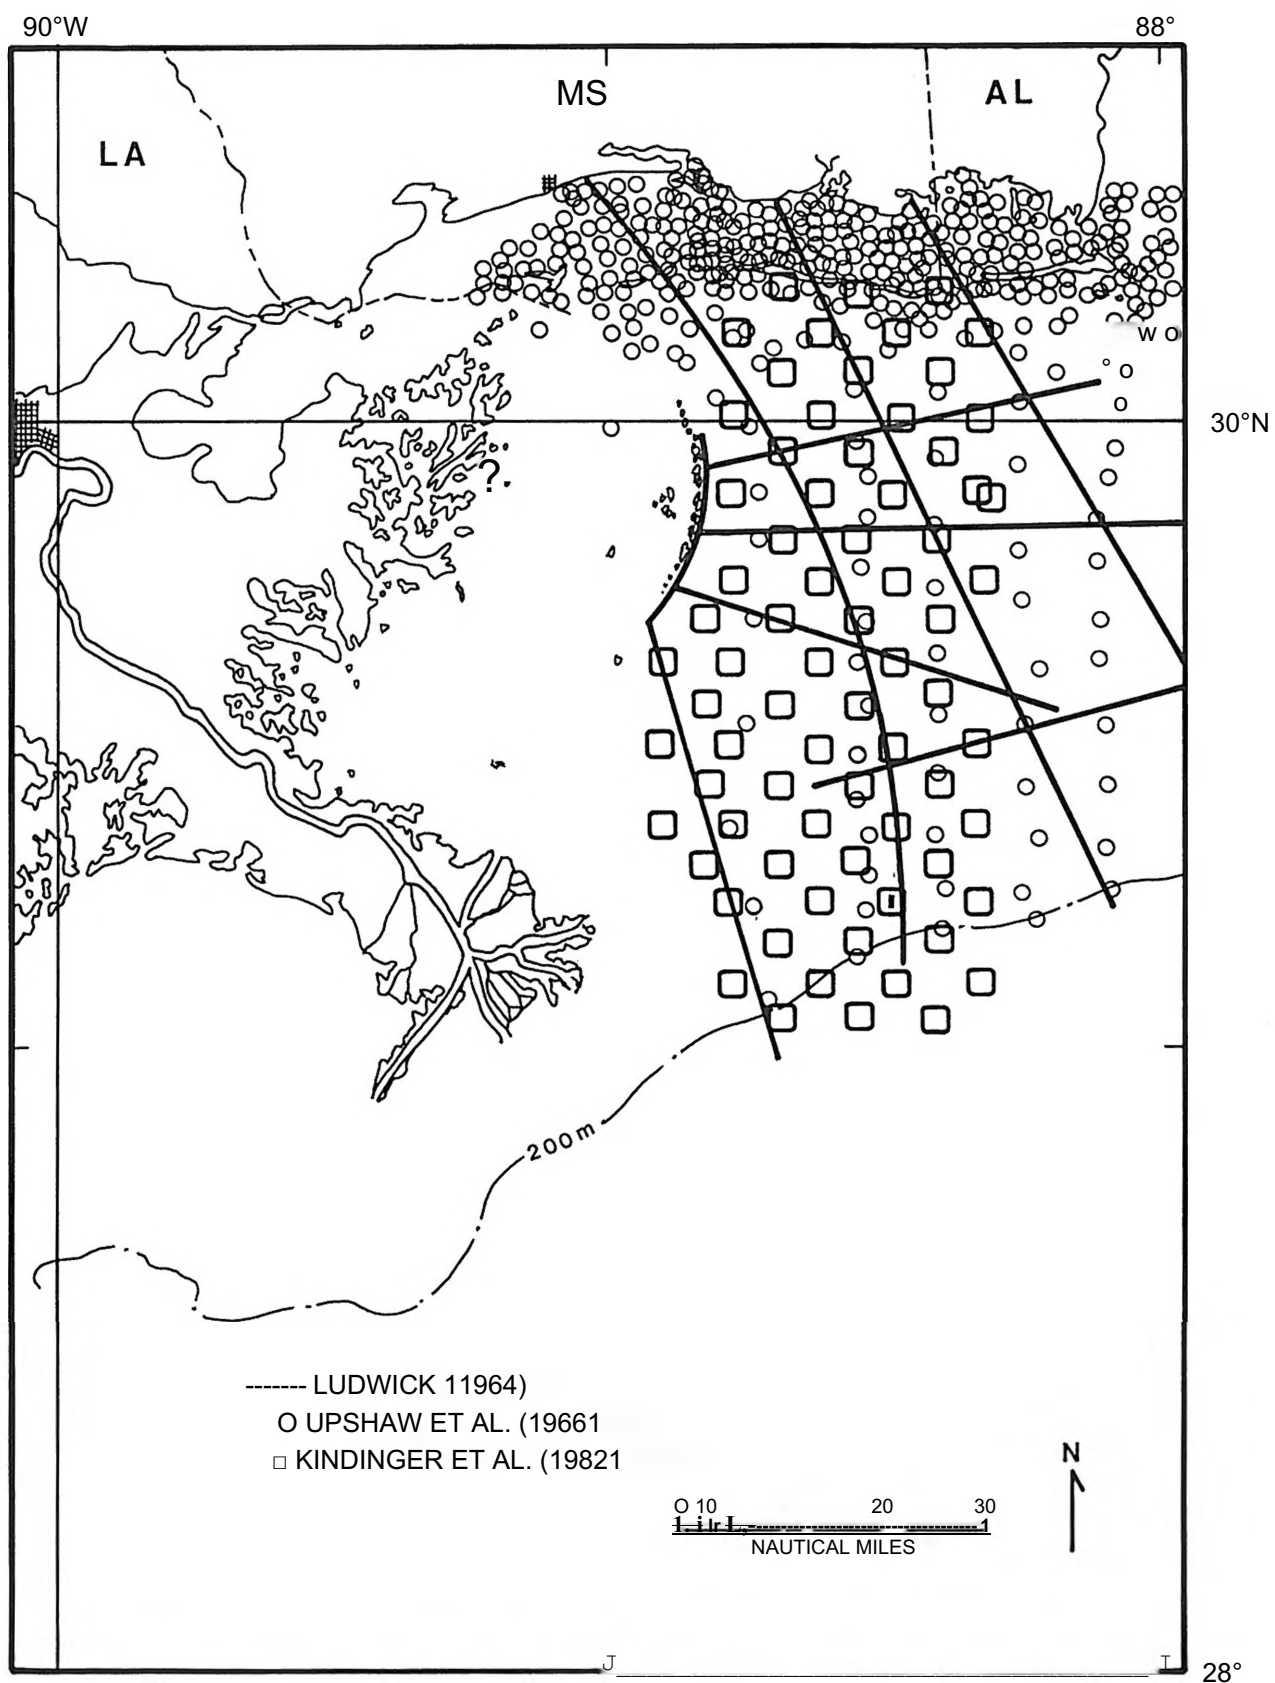 90°W
88°
MS
AL
LA
w o
° o
o
30°N
?.
200m
------- LUDWICK 11964)
O UPSHAW ET AL. (19661
□ KINDINGER ET AL. (19821
N
O 10 20 30
NAUTICAL MILES
28°